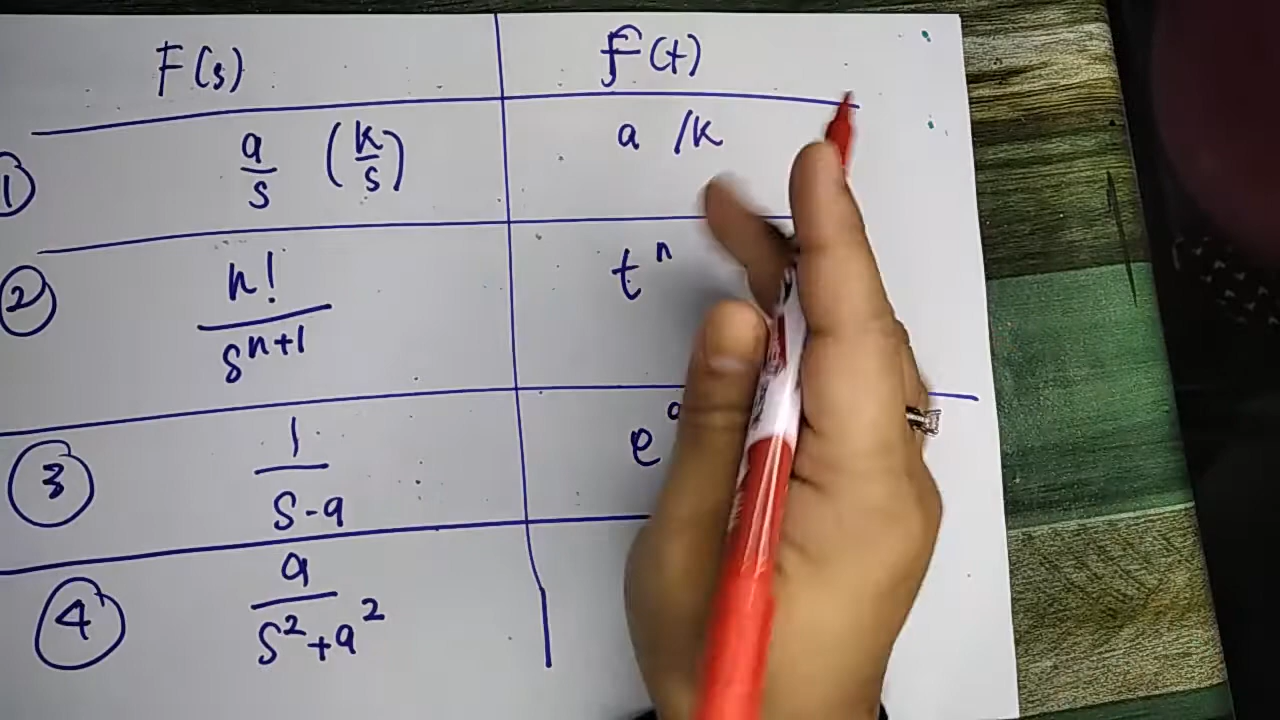 F(s) f(t)
① a/s (k/s) a /k
② n!/s^(n+1) t^n
③ 1/(s-a) e^a
④ a/(s²+a²)